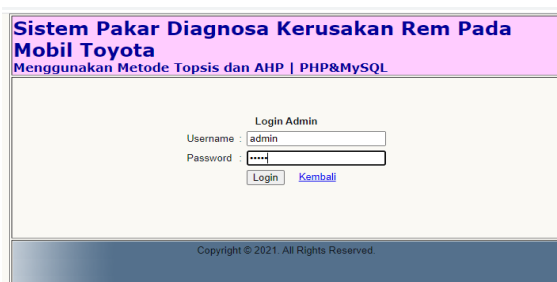 Sistem Pakar Diagnosa Kerusakan Rem Pada
Mobil Toyota
Menggunakan Metode Topsis dan AHP | PHP&MySQL
Login Admin
Username : admin
Password : •••••
Login Kembali
Copyright © 2021. All Rights Reserved.